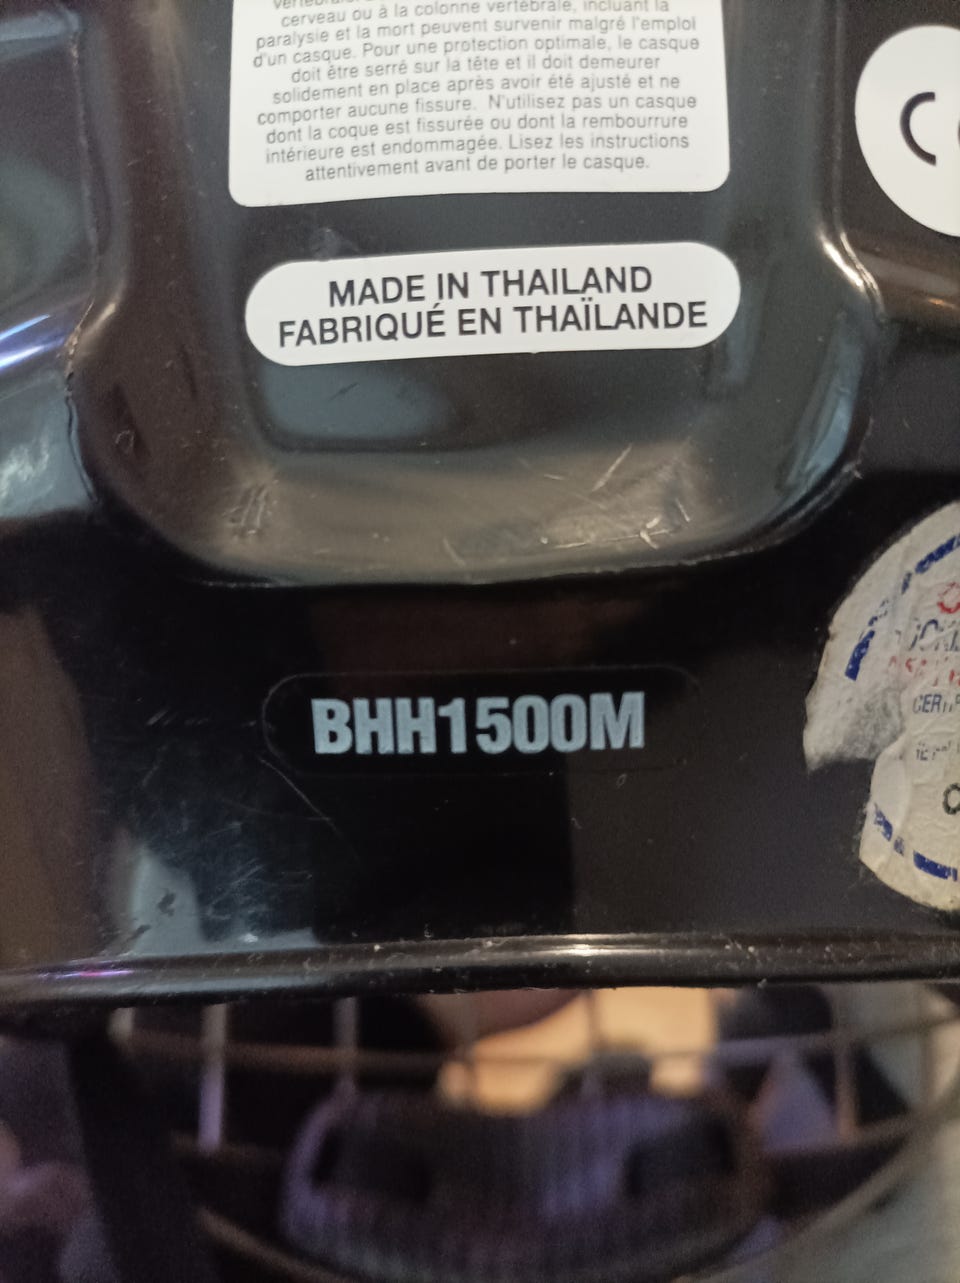 cerveau ou à la colonne vertébrale, incluant la
paralysie et la mort peuvent survenir malgré l'emploi
d'un casque. Pour une protection optimale, le casque
doit être serré sur la tête et il doit demeurer
solidement en place après avoir été ajusté et ne
comporter aucune fissure. N'utilisez pas un casque
dont la coque est fissurée ou dont la rembourrure
intérieure est endommagée. Lisez les instructions
attentivement avant de porter le casque.
MADE IN THAILAND
FABRIQUÉ EN THAÏLANDE
BHH1500M